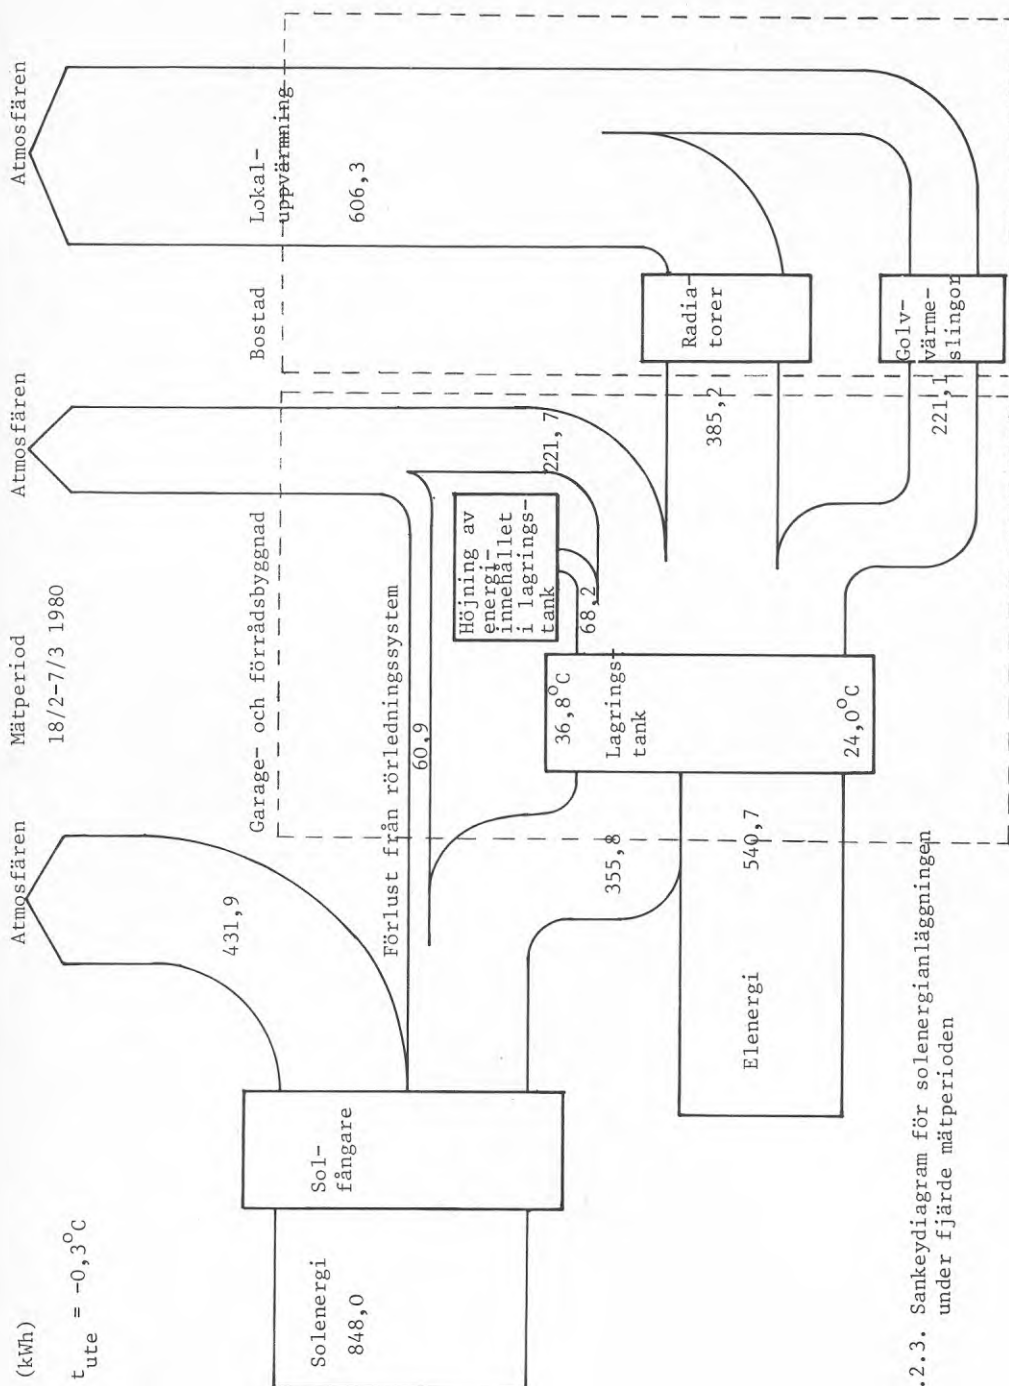 (kWh)
t_ute = -0,3°C
Mätperiod
18/2-7/3 1980
Atmosfären
Atmosfären
Atmosfären
431,9
Garage- och förrådsbyggnad
Bostad
Lokal-
uppvärmning
606,3
Solenergi
848,0
Sol-
fångare
Förlust från rörledningssystem
60,9
Höjning av
energi-
innehållet
i lagrings-
tank
221,7
68,2
355,8
36,8°C
Lagrings-
tank
24,0°C
Radia-
torer
385,2
Golv-
värme-
slingor
221,1
Elenergi
540,7
.2.3. Sankeydiagram för solenergianläggningen
under fjärde mätperioden